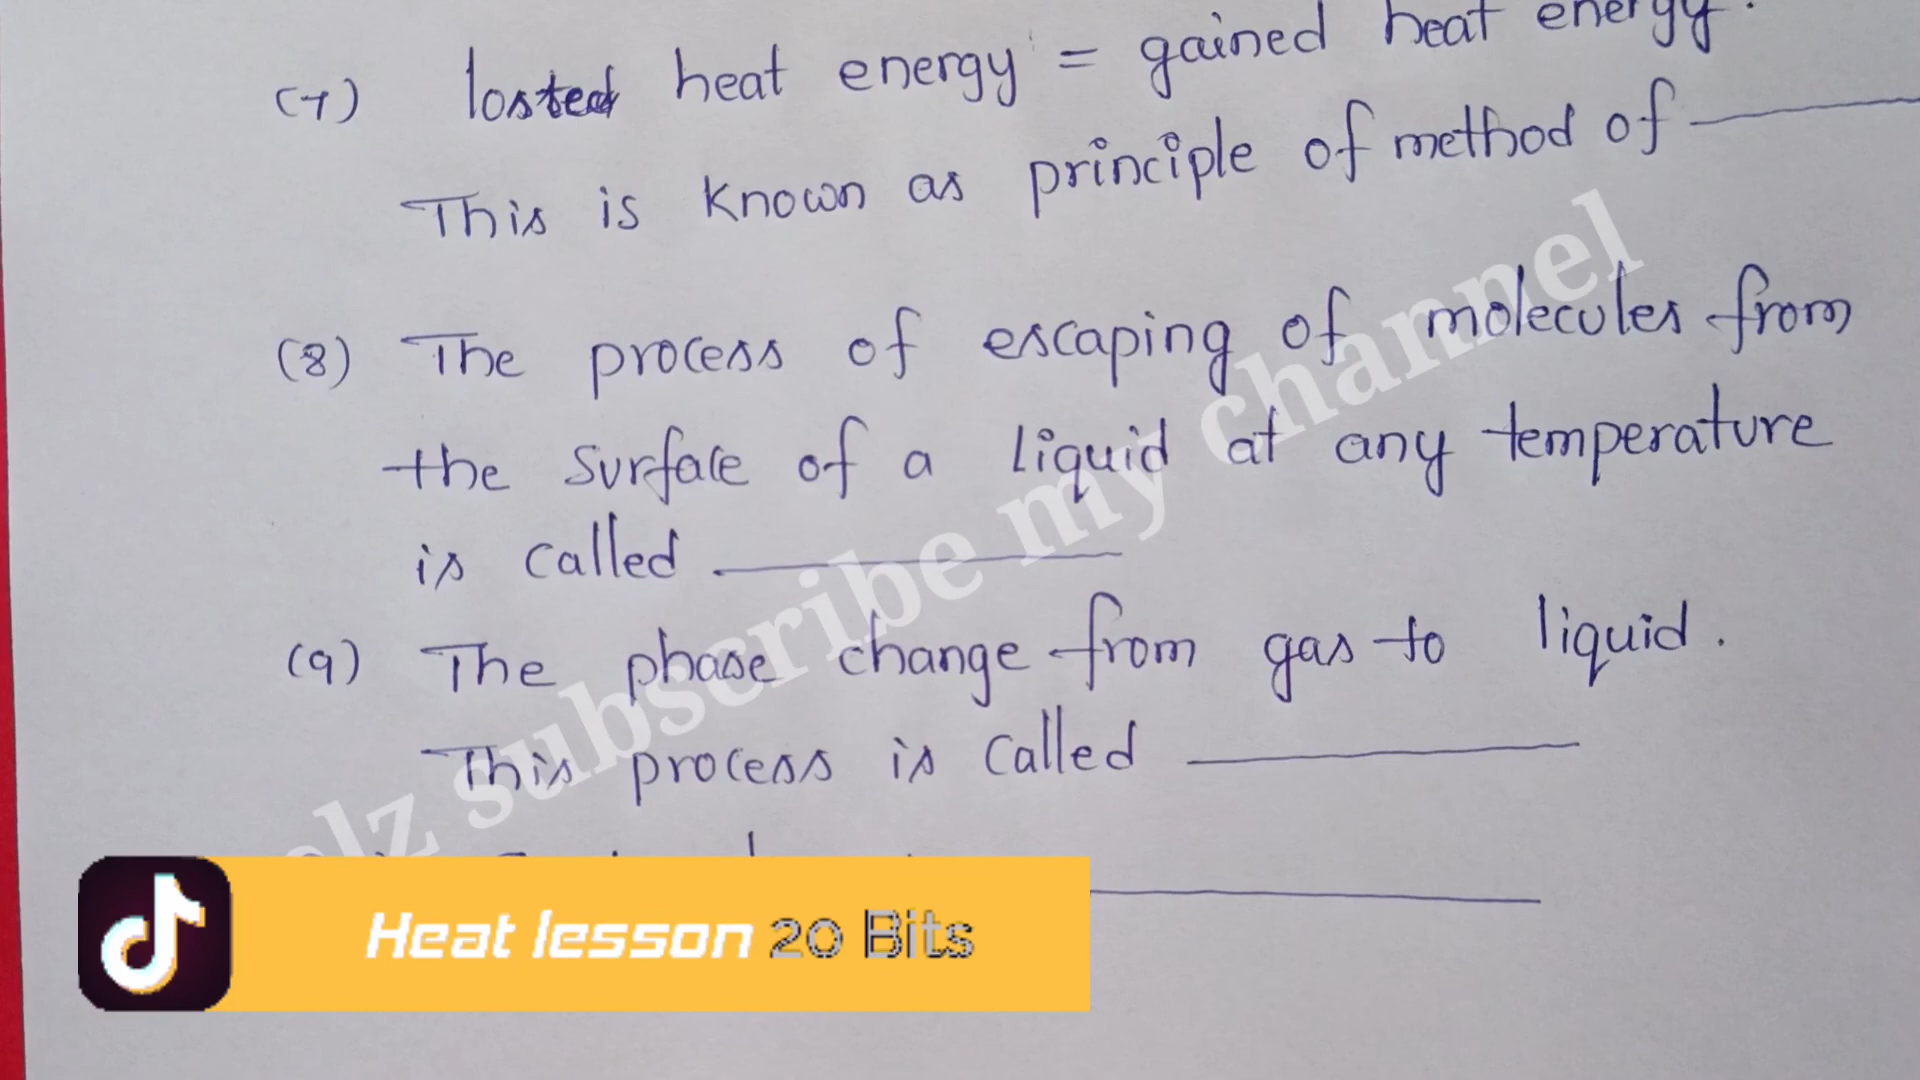 (7) losted heat energy = gained heat energy.
This is known as principle of method of
(8) The process of escaping of molecules from
the surface of a liquid at any temperature
is called
(9) The phase change from gas to liquid.
This process is called
subscribe my channel
Heat lesson 20 Bits